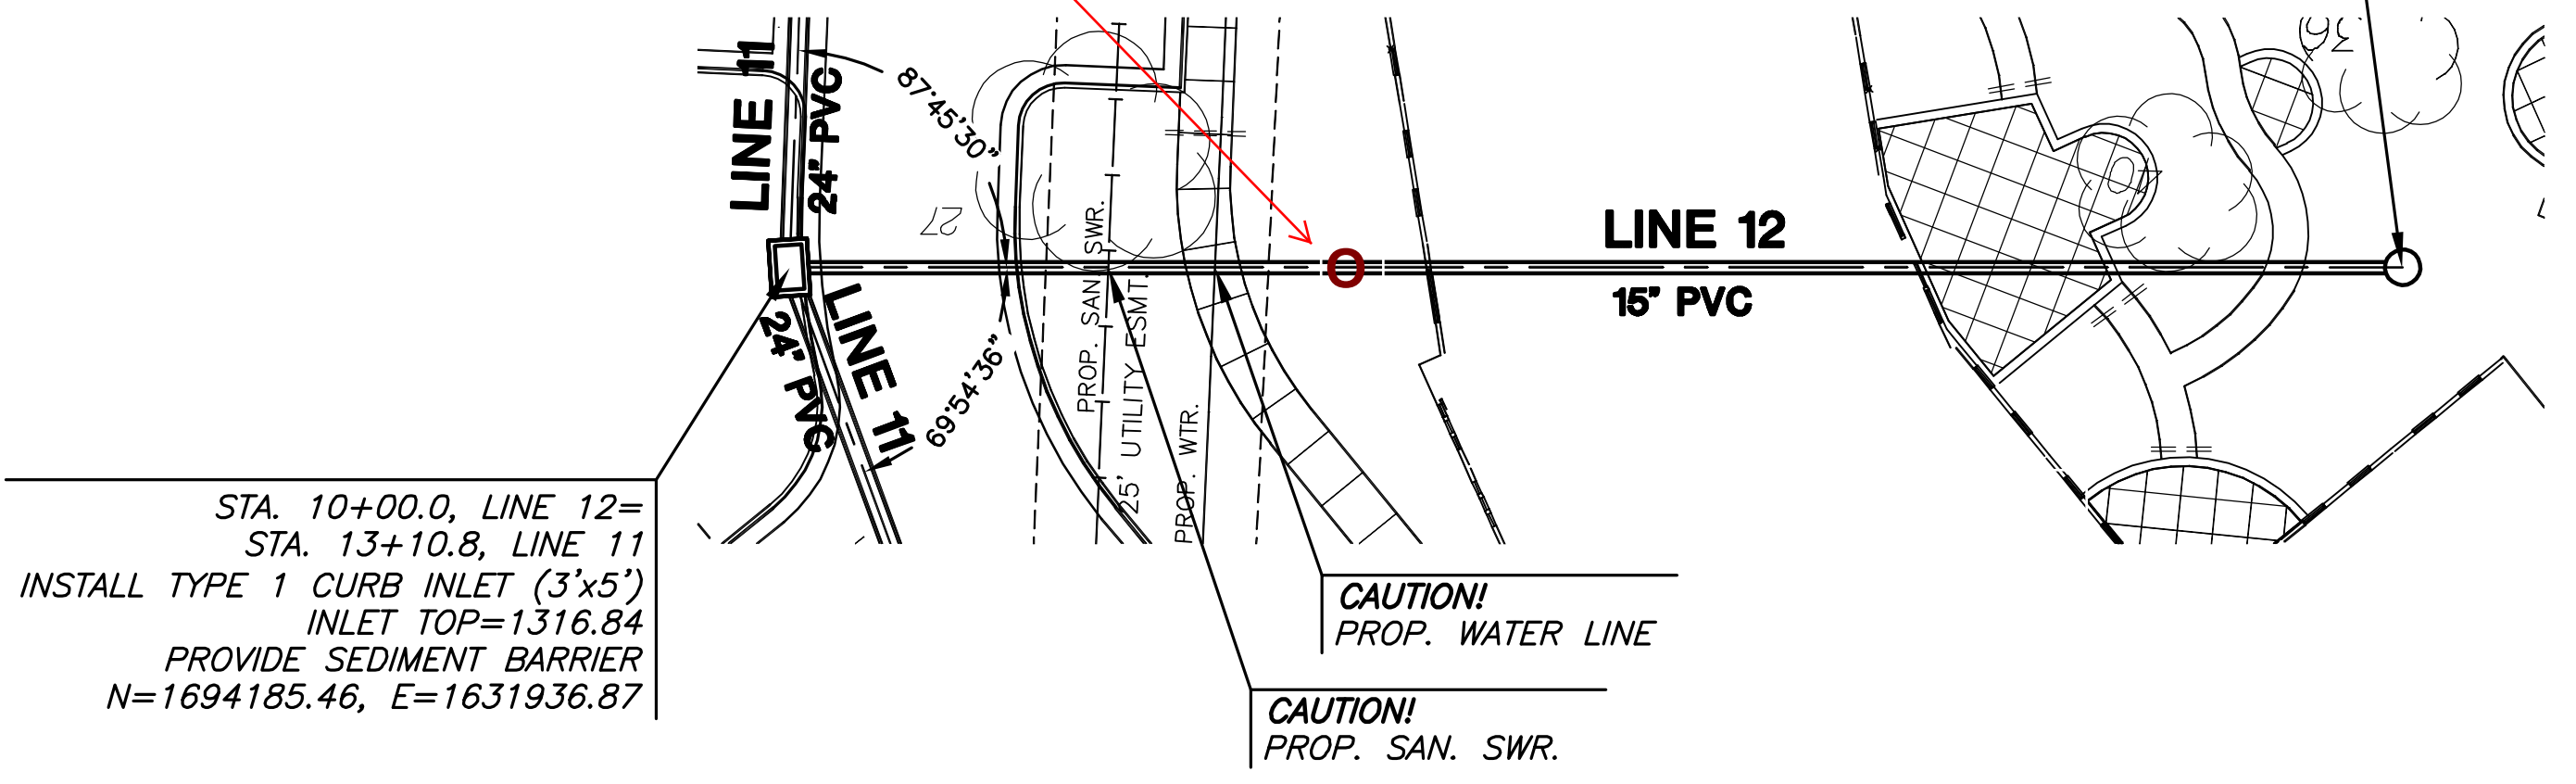 LINE 11
24" PVC
87°45'30"
27
PROP. SAN. SWR.
25' UTILITY ESMT.
PROP. WTR.
O
LINE 12
15" PVC
LINE 11
24" PVC
69°54'36"
STA. 10+00.0, LINE 12=
STA. 13+10.8, LINE 11
INSTALL TYPE 1 CURB INLET (3'x5')
INLET TOP=1316.84
PROVIDE SEDIMENT BARRIER
N=1694185.46, E=1631936.87
CAUTION!
PROP. WATER LINE
CAUTION!
PROP. SAN. SWR.